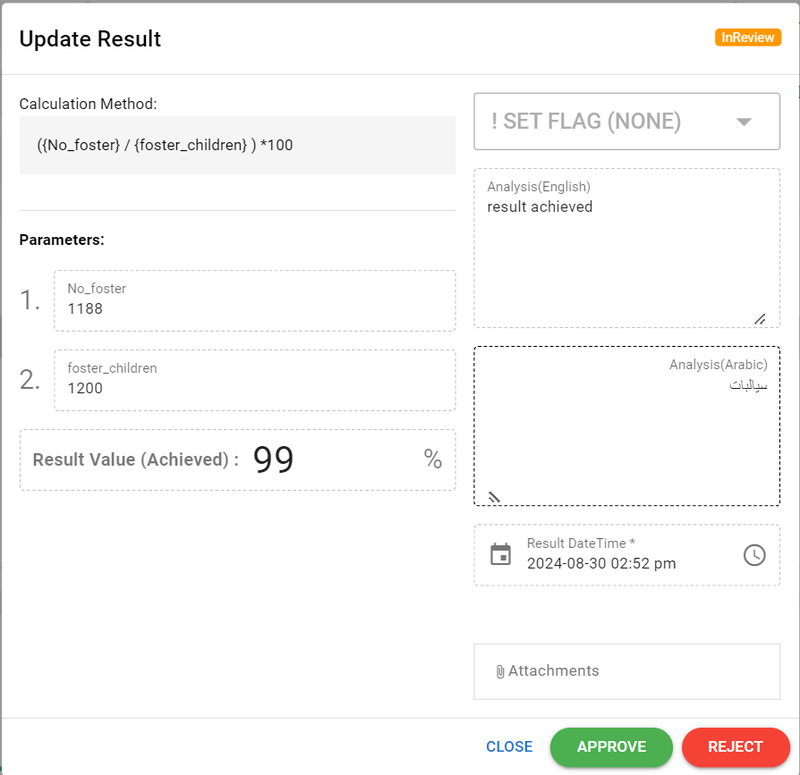 Update Result
InReview
Calculation Method:
({No_foster} / {foster_children} ) *100
Parameters:
1.
No_foster
1188
2.
foster_children
1200
Result Value (Achieved) : 99 %
! SET FLAG (NONE)
Analysis(English)
result achieved
Analysis(Arabic)
سيالبات
Result DateTime *
2024-08-30 02:52 pm
Attachments
CLOSE
APPROVE
REJECT